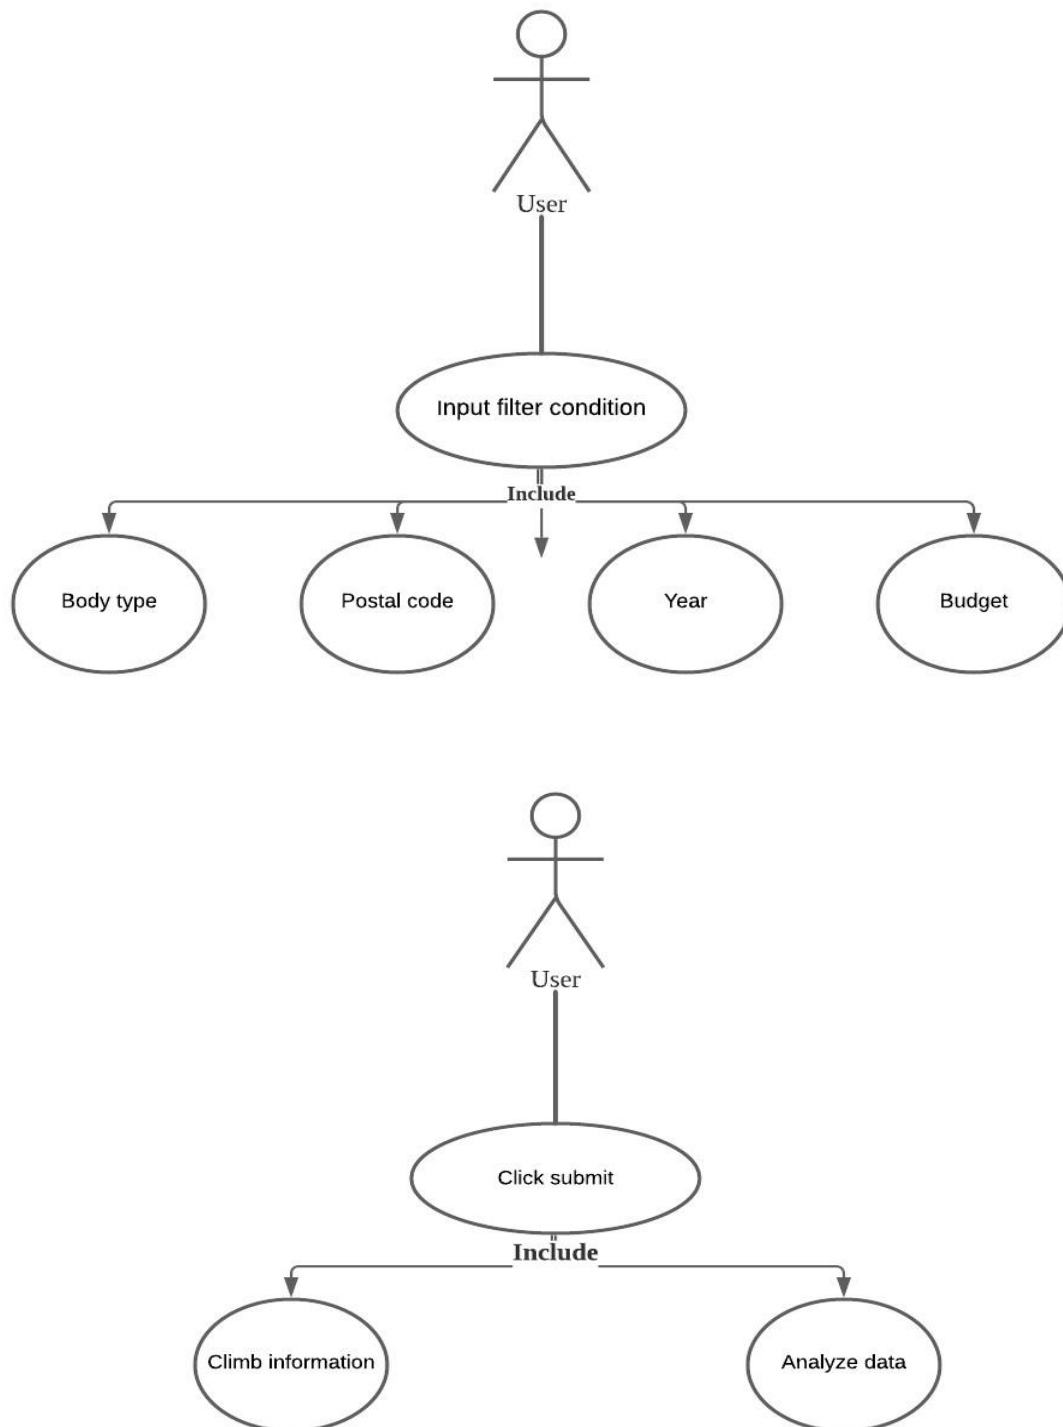 User
Input filter condition
Include
Body type
Postal code
Year
Budget
User
Click submit
Include
Climb information
Analyze data